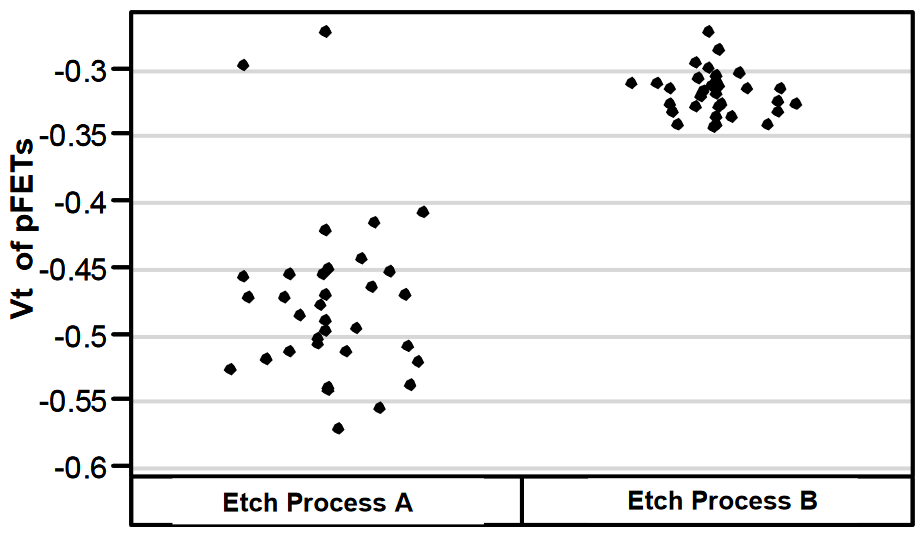 Vt of pFETs
-0.3
-0.35
-0.4
-0.45
-0.5
-0.55
-0.6
Etch Process A
Etch Process B